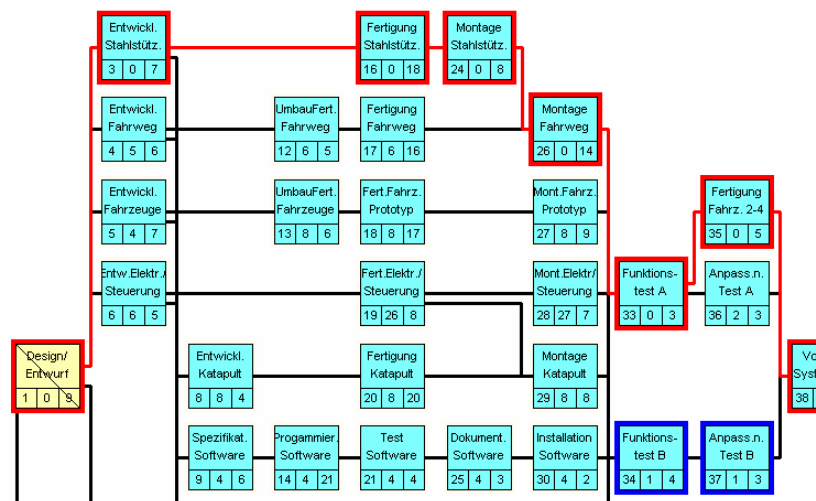 Entwickl.
Stahlstütz.
3 0 7
Fertigung
Stahlstütz.
16 0 18
Montage
Stahlstütz.
24 0 8
Entwickl.
Fahrweg
4 5 6
UmbauFert.
Fahrweg
12 6 5
Fertigung
Fahrweg
17 6 16
Montage
Fahrweg
26 0 14
Entwickl.
Fahrzeuge
5 4 7
UmbauFert.
Fahrzeuge
13 8 6
Fert.Fahrz.
Prototyp
18 8 17
Mont.Fahrz.
Prototyp
27 8 9
Fertigung
Fahrz. 2-4
35 0 5
Entw.Elektr./
Steuerung
6 6 5
Fert.Elektr./
Steuerung
19 26 8
Mont.Elektr/
Steuerung
28 27 7
Funktions-
test A
33 0 3
Anpass.n.
Test A
36 2 3
Design/
Entwurf
1 0 9
Entwickl.
Katapult
8 8 4
Fertigung
Katapult
20 8 20
Montage
Katapult
29 8 8
Vo
Syst
38
Spezifikat.
Software
9 4 6
Progammier.
Software
14 4 21
Test
Software
21 4 4
Dokument.
Software
25 4 3
Installation
Software
30 4 2
Funktions-
test B
34 1 4
Anpass.n.
Test B
37 1 3